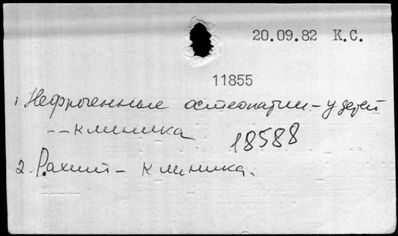 20.09.82 К.С.
11855
1 Нефрогенные остеопатии - у детей
-- клиника
18588
2. Рахит - клиника.